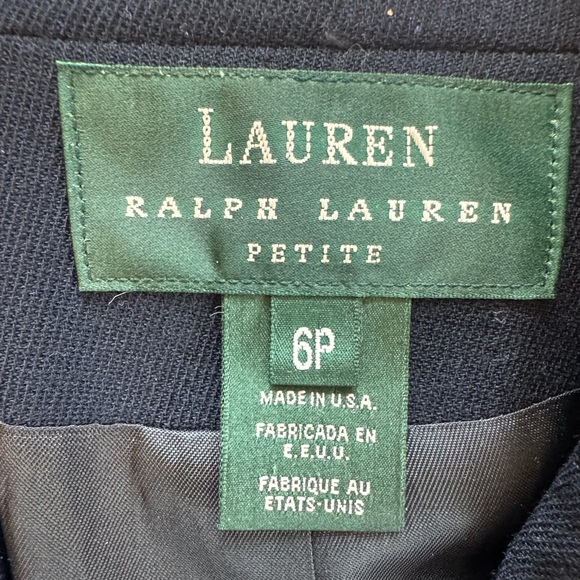 LAUREN
RALPH LAUREN
PETITE
6P
MADE IN U.S.A.
FABRICADA EN
E.E.U.U.
FABRIQUE AU
ETATS-UNIS